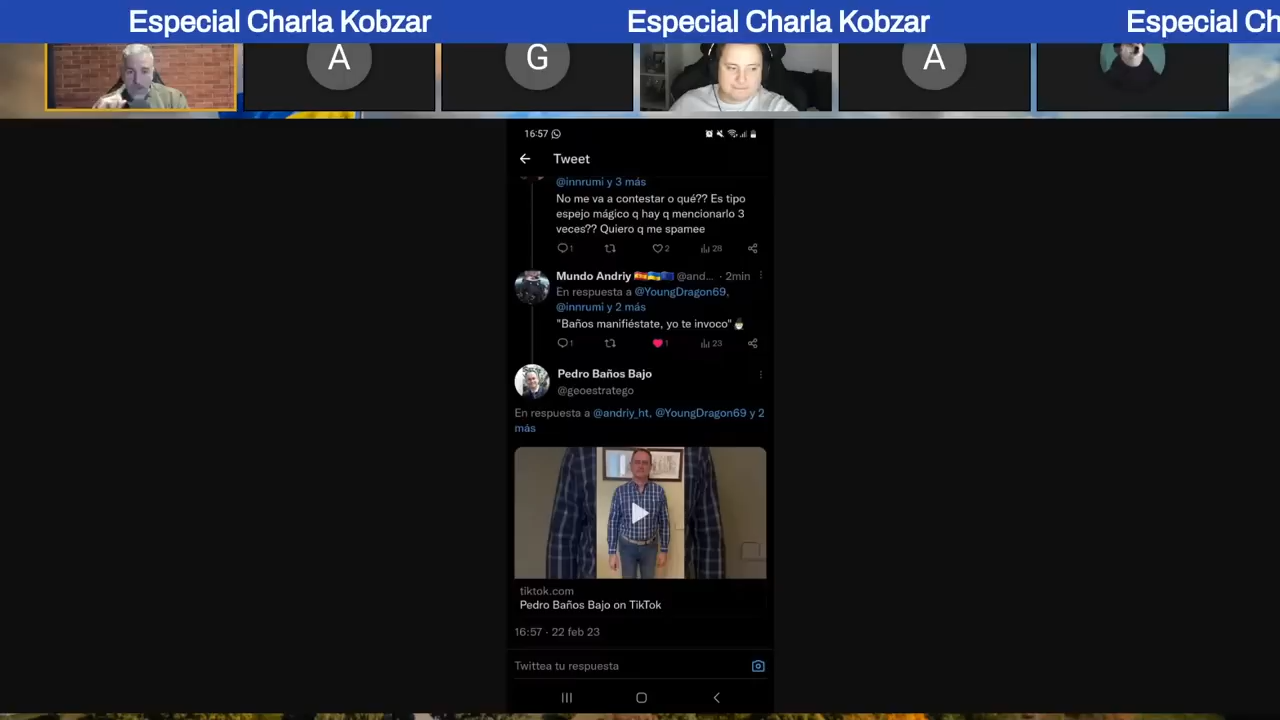 Especial Charla Kobzar Especial Charla Kobzar Especial Ch
A G A
16:57
Tweet
@innrumi y 3 más
No me va a contestar o qué?? Es tipo
espejo mágico q hay q mencionarlo 3
veces?? Quiero q me spamee
1 2 28
Mundo Andriy @and... · 2min
En respuesta a @YoungDragon69,
@innrumi y 2 más
"Baños manifiéstate, yo te invoco"
1 1 23
Pedro Baños Bajo
@geoestratego
En respuesta a @andriy_ht, @YoungDragon69 y 2
más
tiktok.com
Pedro Baños Bajo on TikTok
16:57 · 22 feb 23
Twittea tu respuesta